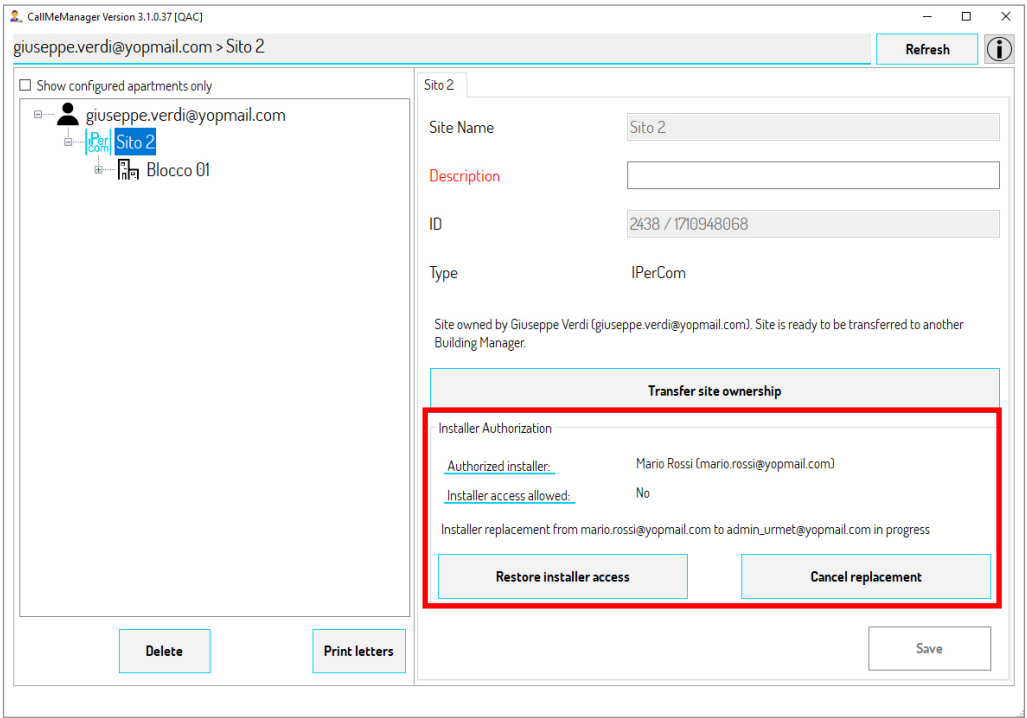 CallMeManager Version 3.1.0.37 [QAC]
giuseppe.verdi@yopmail.com > Sito 2
Refresh
Show configured apartments only
giuseppe.verdi@yopmail.com
iPercom Sito 2
Blocco 01
Delete
Print letters
Sito 2
Site Name Sito 2
Description
ID 2438 / 1710948068
Type IPerCom
Site owned by Giuseppe Verdi (giuseppe.verdi@yopmail.com). Site is ready to be transferred to another
Building Manager.
Transfer site ownership
Installer Authorization
Authorized installer: Mario Rossi (mario.rossi@yopmail.com)
Installer access allowed: No
Installer replacement from mario.rossi@yopmail.com to admin_urmet@yopmail.com in progress
Restore installer access
Cancel replacement
Save